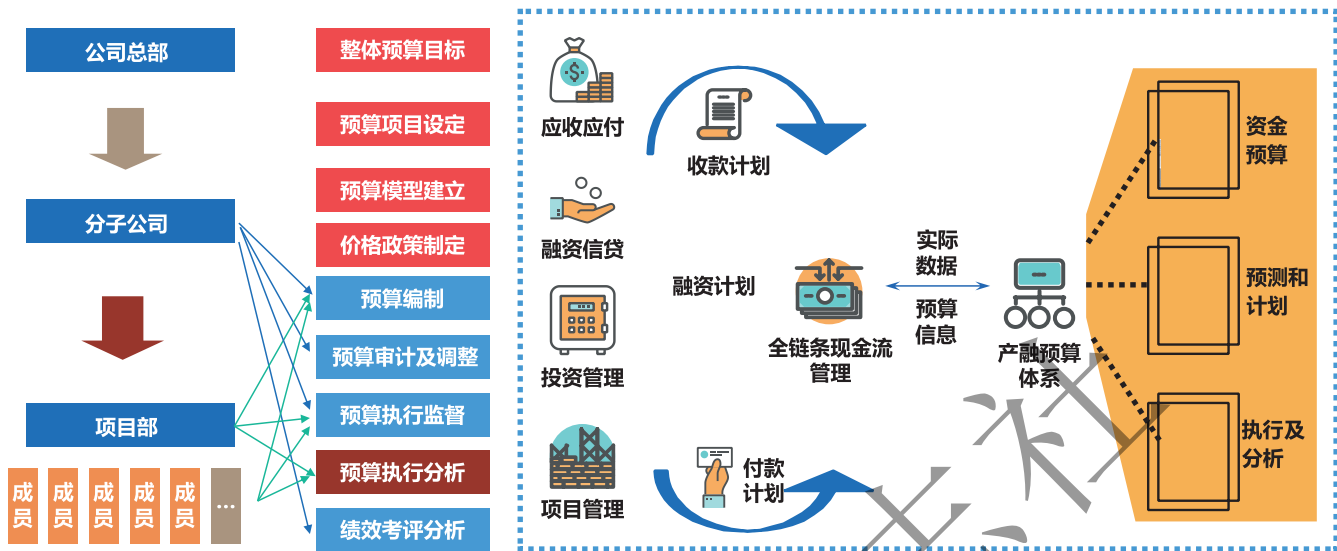 公司总部
分子公司
项目部
成员
成员
成员
成员
成员
...
整体预算目标
预算项目设定
预算模型建立
价格政策制定
预算编制
预算审计及调整
预算执行监督
预算执行分析
绩效考评分析
应收应付
融资信贷
投资管理
项目管理
收款计划
融资计划
付款
计划
全链条现金流
管理
实际
数据
预算
信息
产融预算
体系
资金
预算
预测和
计划
执行及
分析